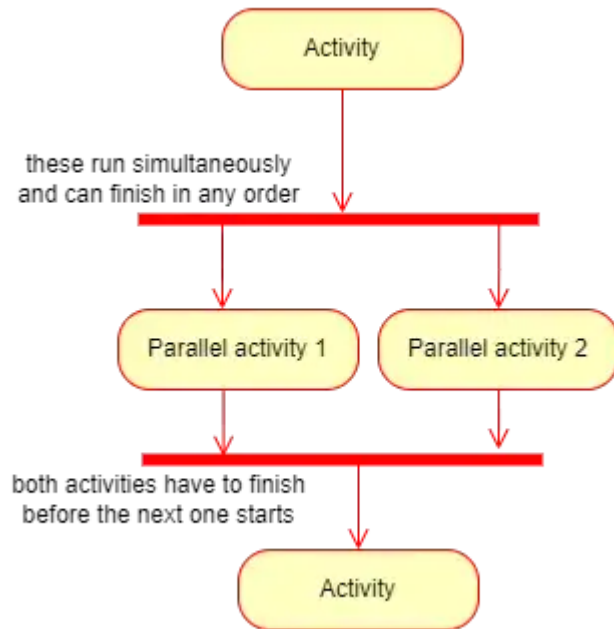 Activity
these run simultaneously
and can finish in any order
Parallel activity 1
Parallel activity 2
both activities have to finish
before the next one starts
Activity